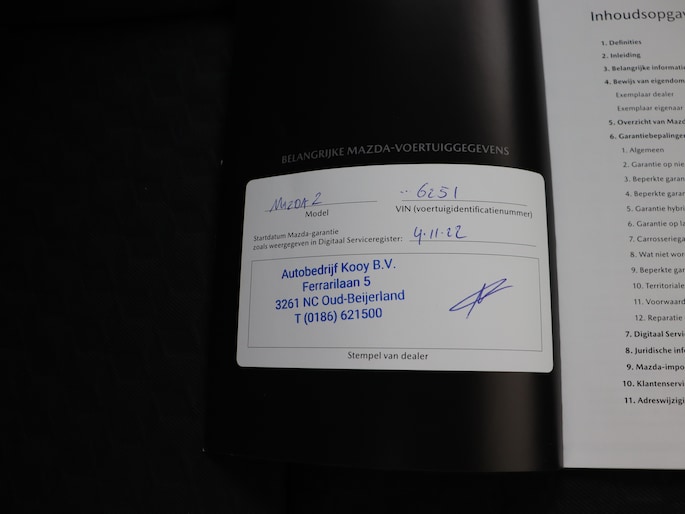 BELANGRIJKE MAZDA-VOERTUIGGEGEVENS
MAZDA 2
Model
.. 6251
VIN (voertuigidentificatienummer)
Startdatum Mazda-garantie
zoals weergegeven in Digitaal Serviceregister: 4.11.22
Autobedrijf Kooy B.V.
Ferrarilaan 5
3261 NC Oud-Beijerland
T (0186) 621500
Stempel van dealer
Inhoudsopgav
1. Definities
2. Inleiding
3. Belangrijke informatie
4. Bewijs van eigendom
Exemplaar dealer
Exemplaar eigenaar
5. Overzicht van Mazd
6. Garantiebepalingen
1. Algemeen
2. Garantie op nie
3. Beperkte garan
4. Beperkte garan
5. Garantie hybri
6. Garantie op la
7. Carrosseriega
8. Wat niet wor
9. Beperkte gar
10. Territoriale
11. Voorwaard
12. Reparatie
7. Digitaal Servic
8. Juridische info
9. Mazda-impo
10. Klantenservi
11. Adreswijzigi